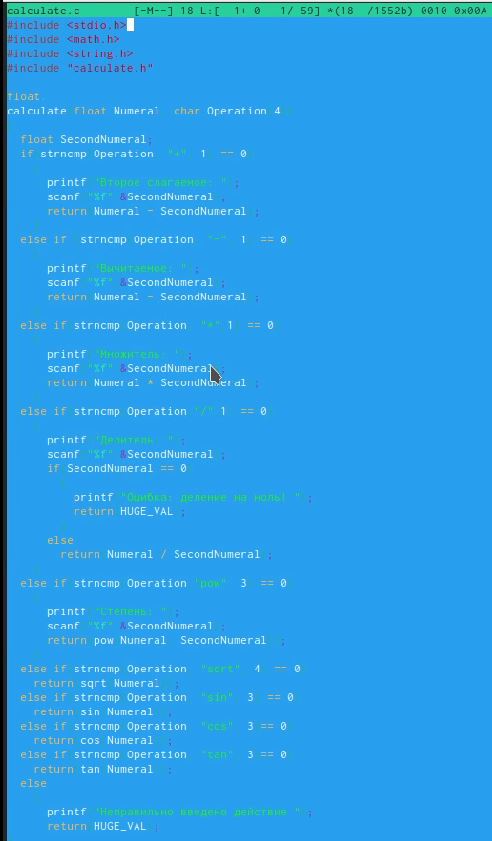 calculate.c [-M--] 18 L:[ 1+ 0 1/ 59] *(18 /1552b) 0010 0x00A
#include <stdio.h>
#include <math.h>
#include <string.h>
#include "calculate.h"
float
calculate float Numeral char Operation 4
float SecondNumeral;
if strncmp Operation "+" 1 == 0
printf "Второе слагаемое: " ;
scanf "%f" &SecondNumeral ;
return Numeral - SecondNumeral ;
else if strncmp Operation "-" 1 == 0
printf "Вычитаемое: " ;
scanf "%f" &SecondNumeral ;
return Numeral - SecondNumeral ;
else if strncmp Operation "*" 1 == 0
printf "Множитель: " ;
scanf "%f" &SecondNumeral ;
return Numeral * SecondNumeral ;
else if strncmp Operation "/" 1 == 0
printf "Делитель: " ;
scanf "%f" &SecondNumeral ;
if SecondNumeral == 0
printf "Ошибка: деление на ноль! " ;
return HUGE_VAL ;
else
return Numeral / SecondNumeral ;
else if strncmp Operation "pow" 3 == 0
printf "Степень: " ;
scanf "%f" &SecondNumeral ;
return pow Numeral SecondNumeral ;
else if strncmp Operation "sqrt" 4 == 0
return sqrt Numeral ;
else if strncmp Operation "sin" 3 == 0
return sin Numeral ;
else if strncmp Operation "cos" 3 == 0
return cos Numeral ;
else if strncmp Operation "tan" 3 == 0
return tan Numeral ;
else
printf "Неправильно введено действие " ;
return HUGE_VAL ;